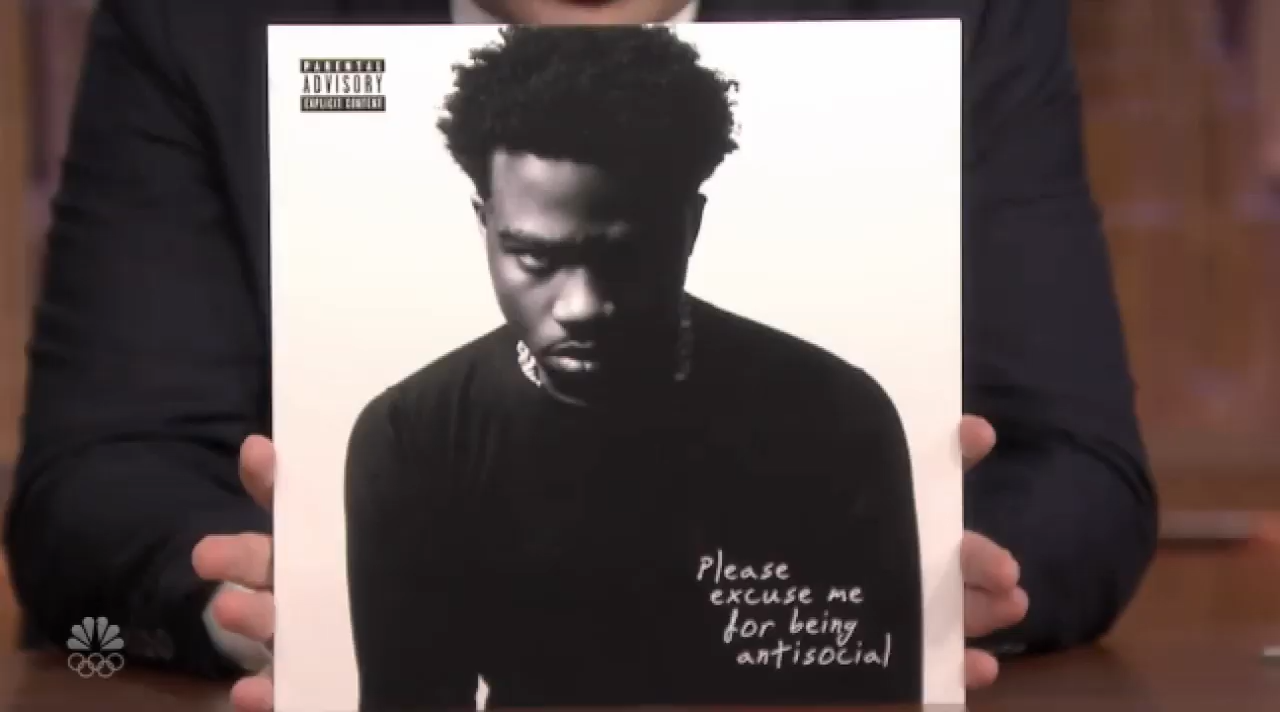 PARENTAL
ADVISORY
EXPLICIT CONTENT
Please
excuse me
for being
antisocial